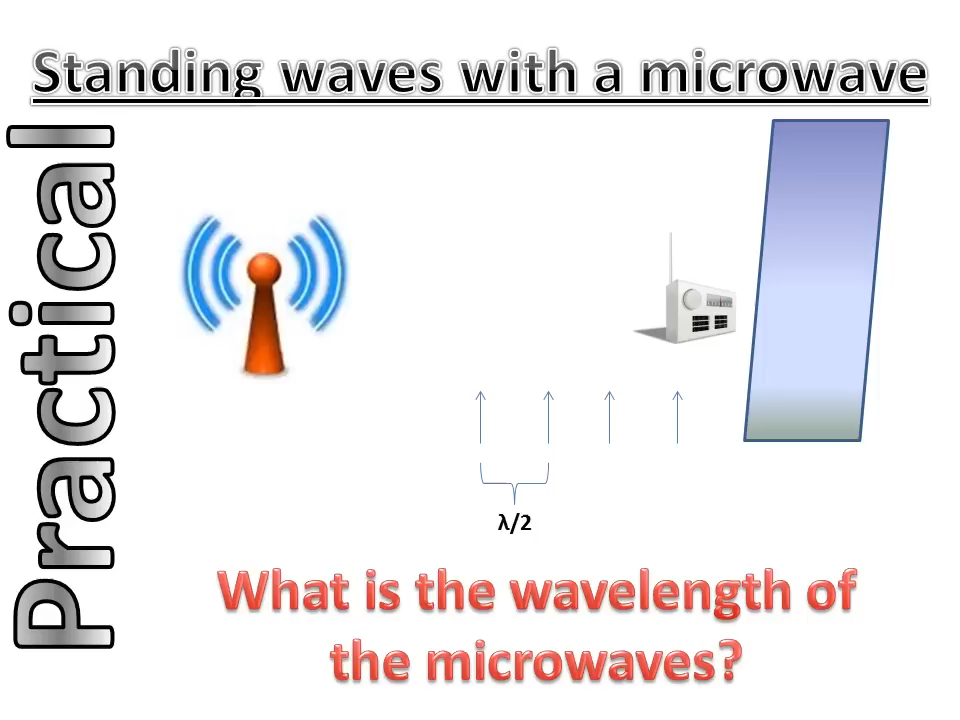 Standing waves with a microwave
Practical
λ/2
What is the wavelength of
the microwaves?